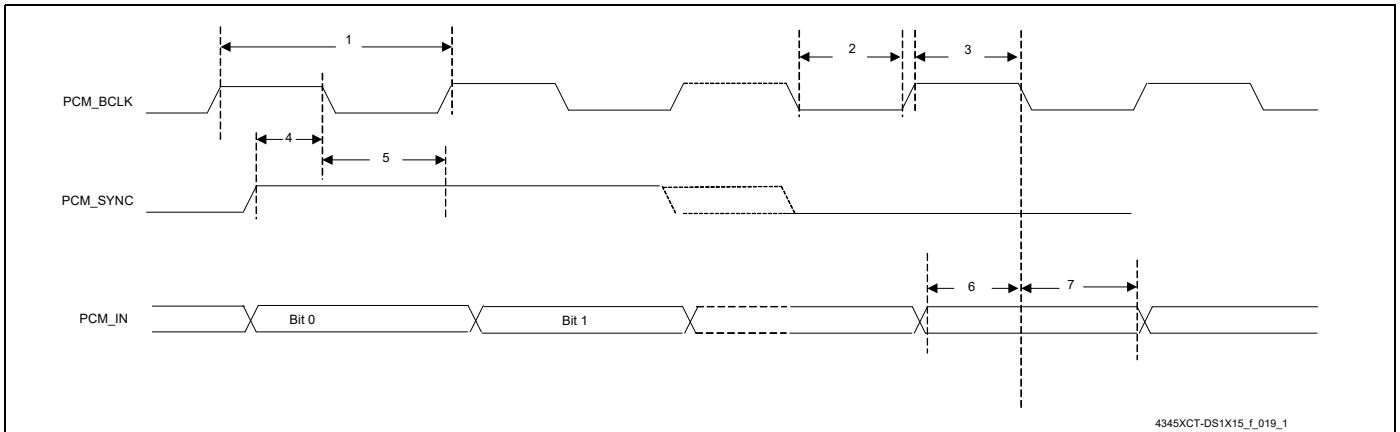 1
2
3
PCM_BCLK
4
5
PCM_SYNC
6
7
PCM_IN
Bit 0
Bit 1
4345XCT-DS1X15_f_019_1